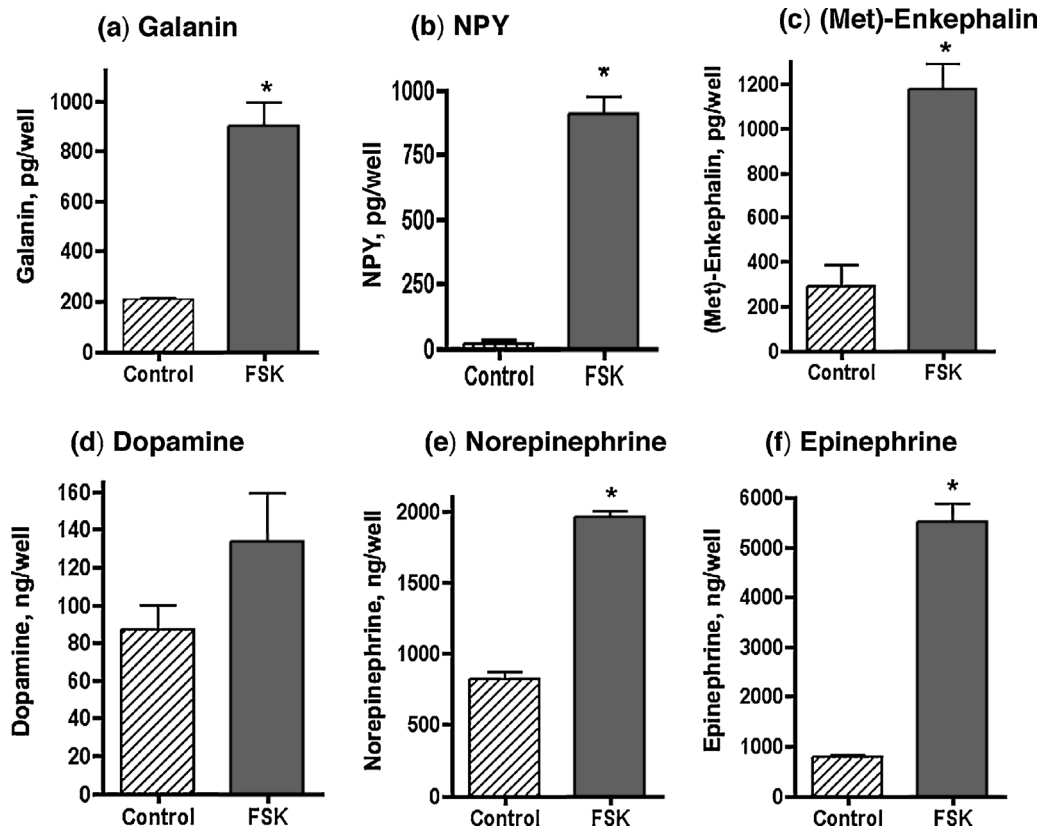 (a) Galanin
*
1000
800
600
400
200
0
Galanin, pg/well
Control FSK
(b) NPY
*
1000
750
500
250
0
NPY, pg/well
Control FSK
(c) (Met)-Enkephalin
*
1200
1000
800
600
400
200
0
(Met)-Enkephalin, pg/well
Control FSK
(d) Dopamine
160
140
120
100
80
60
40
20
0
Dopamine, ng/well
Control FSK
(e) Norepinephrine
*
2000
1500
1000
500
0
Norepinephrine, ng/well
Control FSK
(f) Epinephrine
*
6000
5000
4000
3000
2000
1000
0
Epinephrine, ng/well
Control FSK